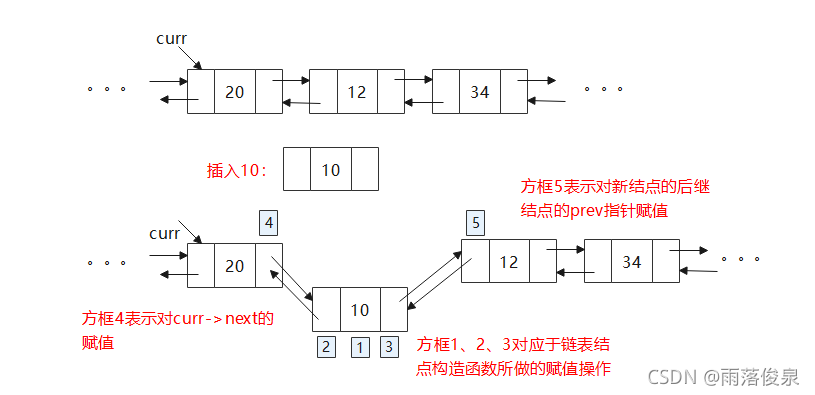 curr
。。。 20 12 34 。。。
插入10： 10
方框5表示对新结点的后继
结点的prev指针赋值
4 5
curr
。。。 20 12 34 。。。
10
方框4表示对curr->next的
赋值
2 1 3
方框1、2、3对应于链表结
点构造函数所做的赋值操作
CSDN @雨落俊泉